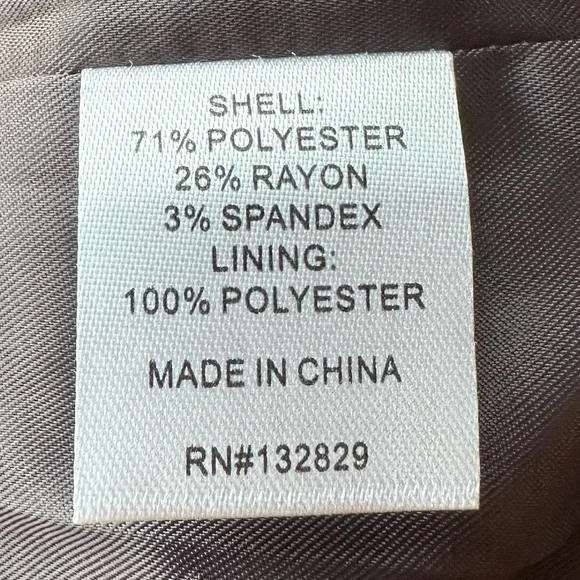 SHELL:
71% POLYESTER
26% RAYON
3% SPANDEX
LINING:
100% POLYESTER
MADE IN CHINA
RN#132829